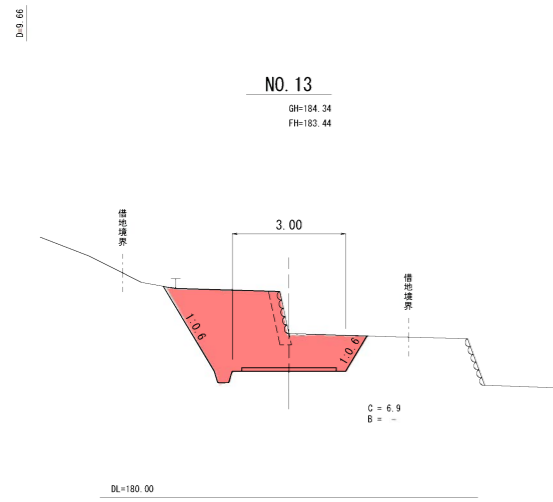 D=9.66
NO.13
GH=184.34
FH=183.44
借地境界
3.00
借地境界
1:0.6
1:0.6
C = 6.9
B = -
DL=180.00